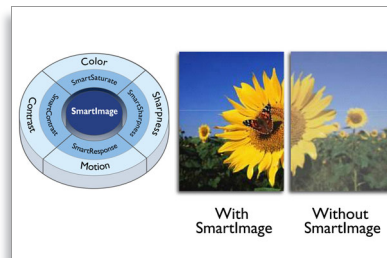 Color
SmartSaturate
Contrast
SmartContrast
SmartImage
SmartSharpness
Sharpness
SmartResponse
Motion
With
SmartImage
Without
SmartImage